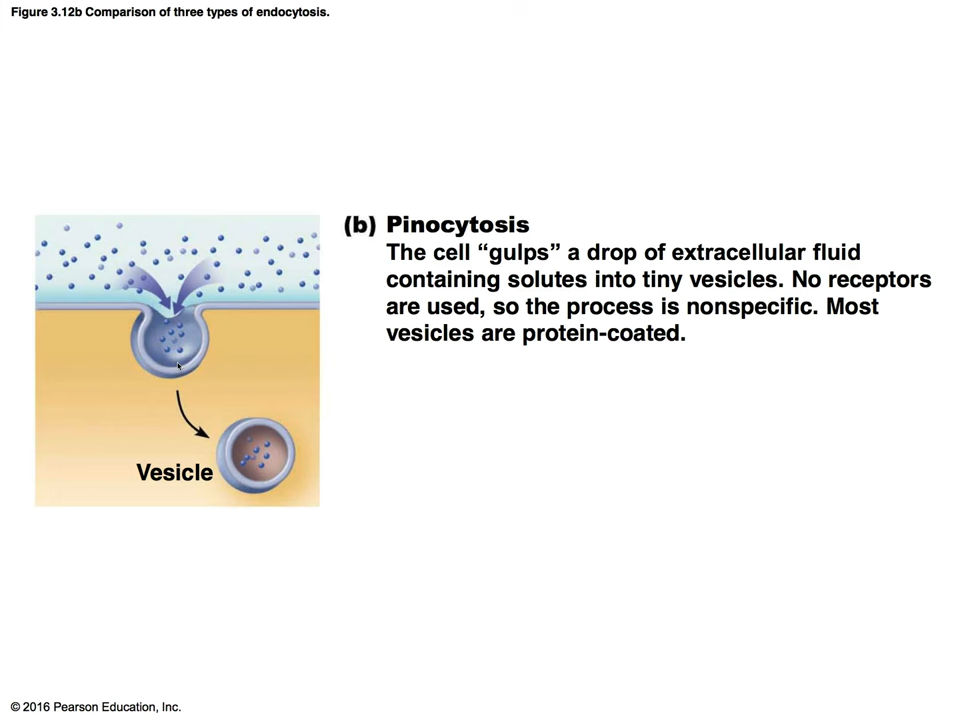 Figure 3.12b Comparison of three types of endocytosis.
(b) Pinocytosis
The cell “gulps” a drop of extracellular fluid
containing solutes into tiny vesicles. No receptors
are used, so the process is nonspecific. Most
vesicles are protein-coated.
Vesicle
© 2016 Pearson Education, Inc.